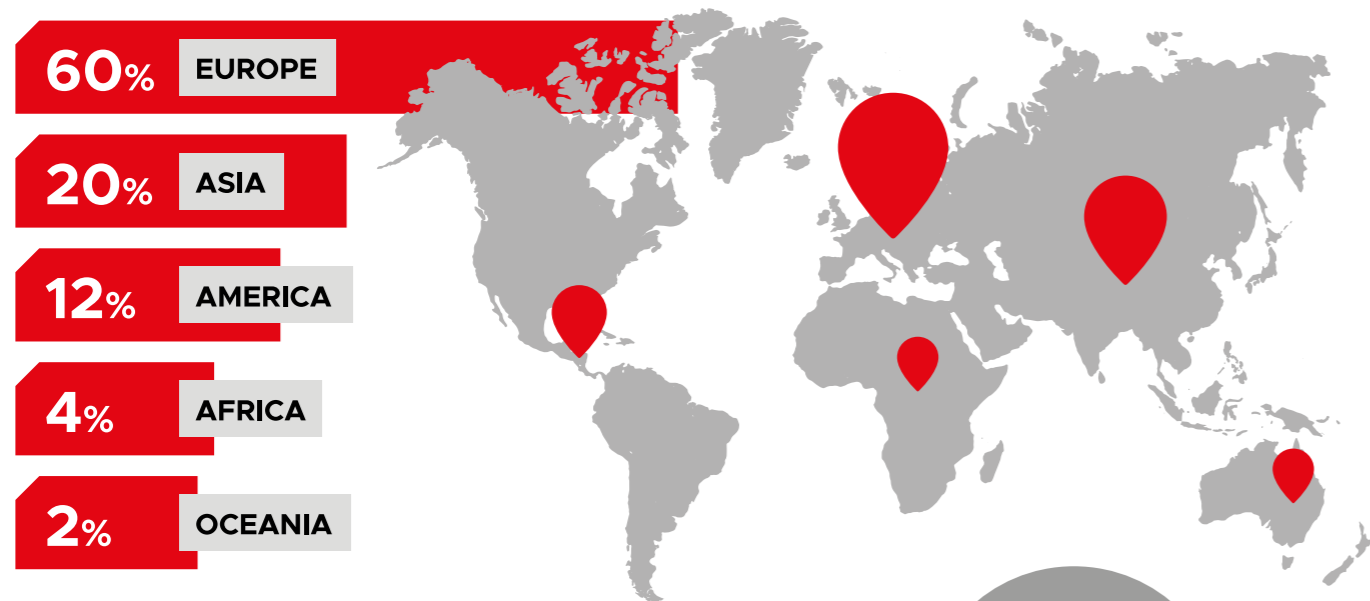 60% EUROPE
20% ASIA
12% AMERICA
4% AFRICA
2% OCEANIA